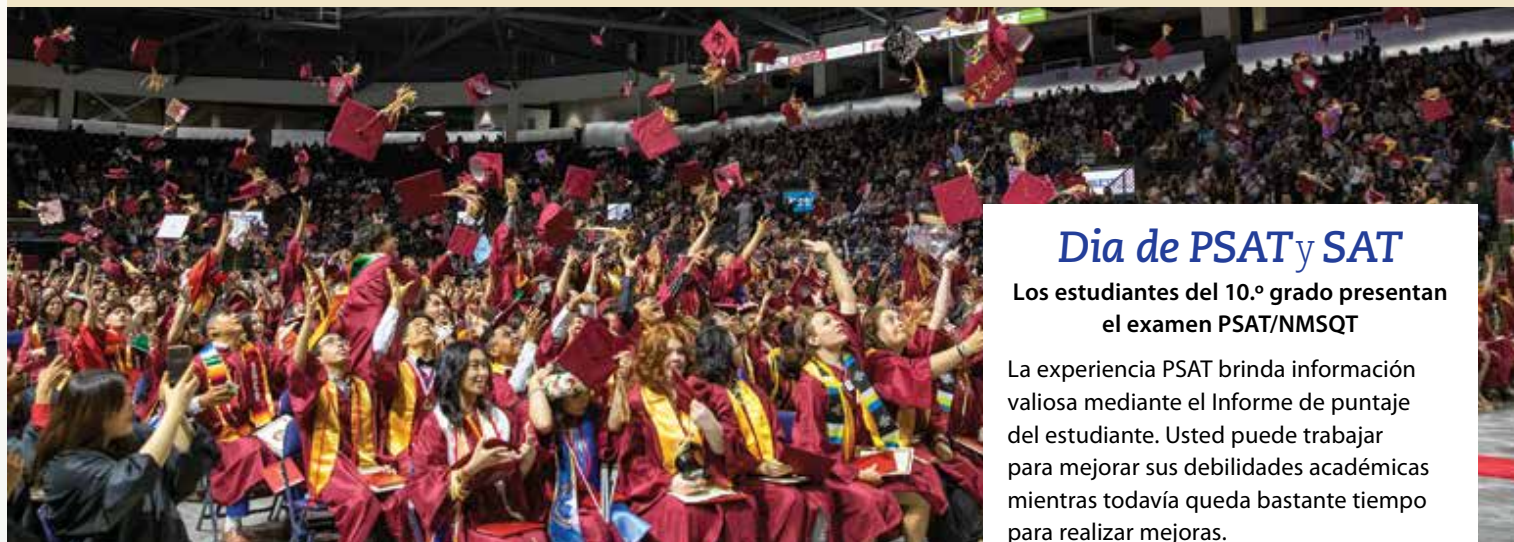 Dia de PSAT y SAT
Los estudiantes del 10.º grado presentan
el examen PSAT/NMSQT
La experiencia PSAT brinda información
valiosa mediante el Informe de puntaje
del estudiante. Usted puede trabajar
para mejorar sus debilidades académicas
mientras todavía queda bastante tiempo
para realizar mejoras.